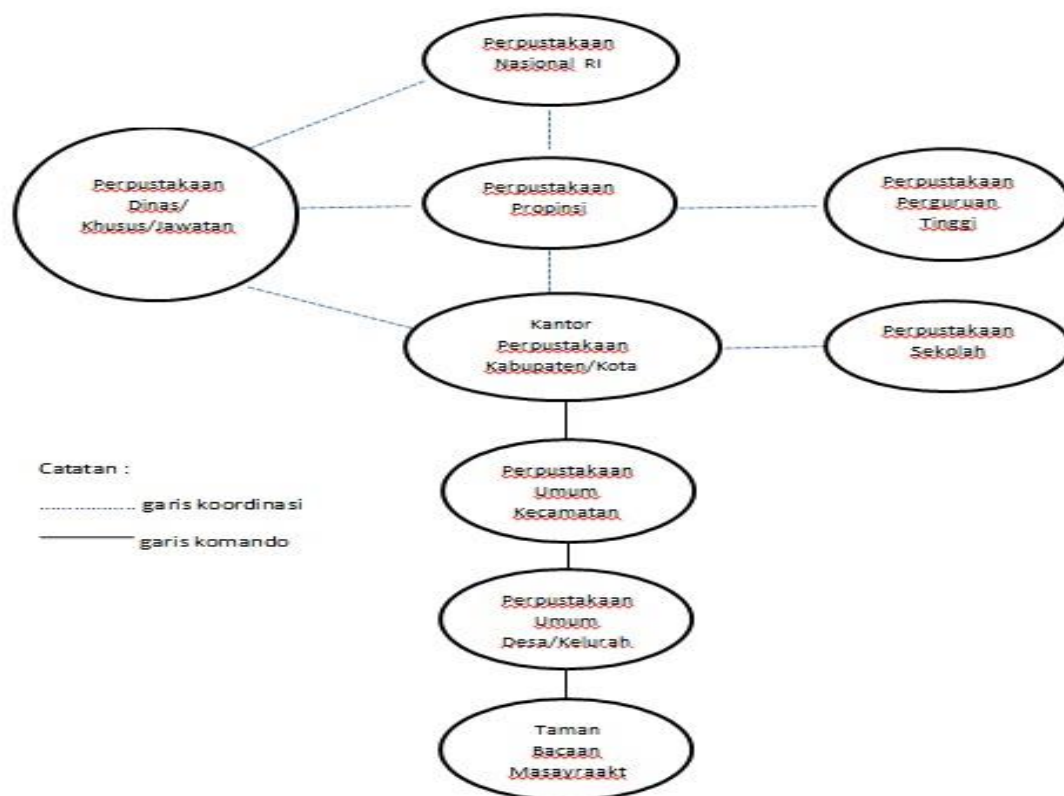 Perpustakaan
Nasional RI
Perpustakaan
Dinas/
Khusus/Jawatan
Perpustakaan
Propinsi
Perpustakaan
Perguruan
Tinggi
Kantor
Perpustakaan
Kabupaten/Kota
Perpustakaan
Sekolah
Perpustakaan
Umum
Kecamatan
Catatan :
................. garis koordinasi
garis komando
Perpustakaan
Umum
Desa/Kelurah
Taman
Bacaan
Masayraakt